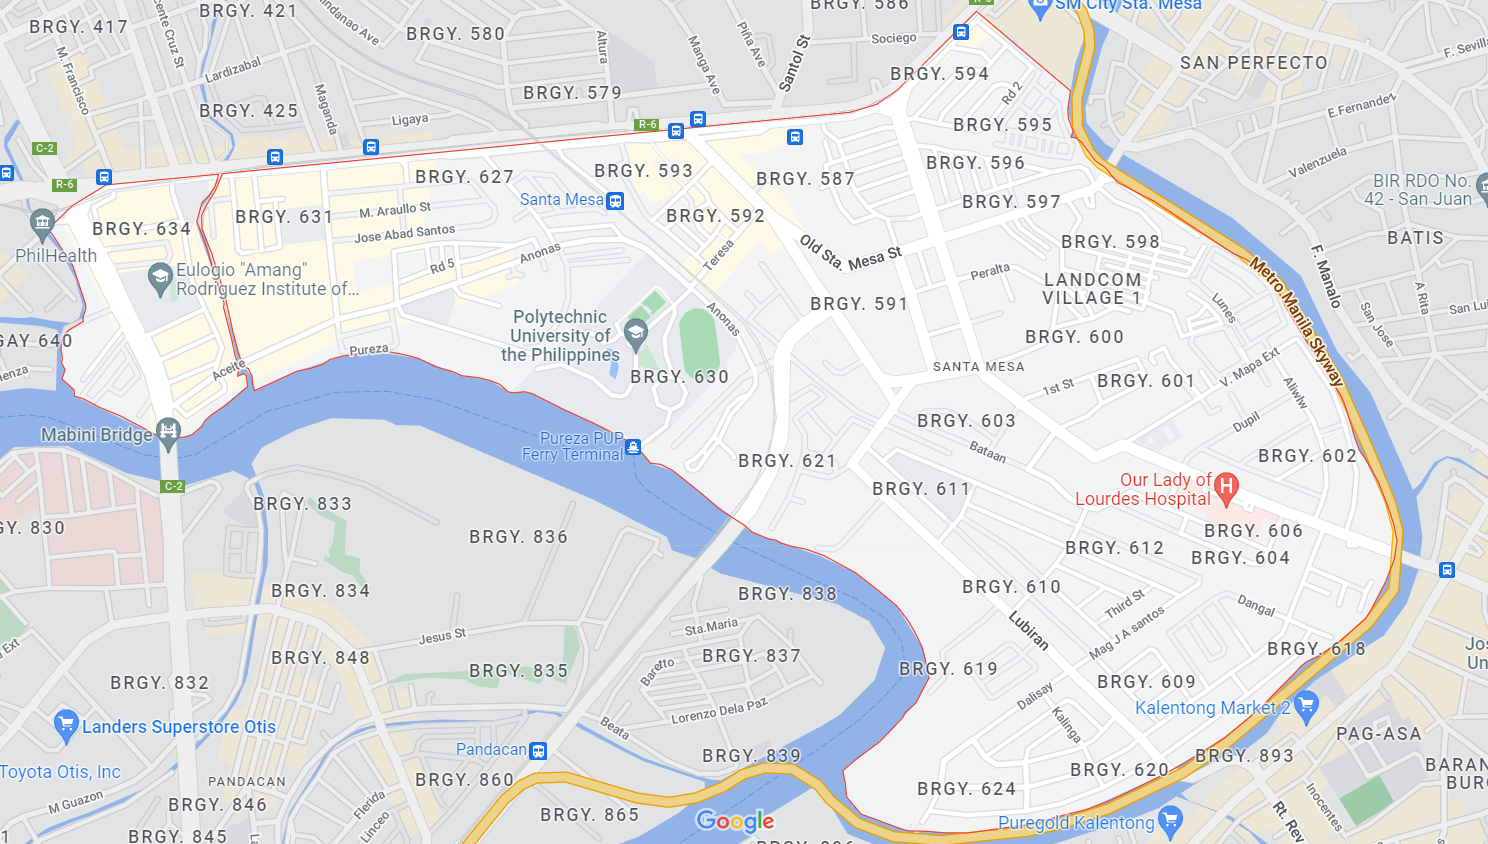 BRGY. 417
BRGY. 421
BRGY. 580
BRGY. 586
SM City Sta. Mesa
R-6
Mindanao Ave
M. Francisco
Lardizabal
Altura
Manga Ave
Piña Ave
Santol St
Sociego
SAN PERFECTO
F. Sevilla
BRGY. 594
BRGY. 425
Maganda
Ligaya
BRGY. 579
Rd 2
E.Fernandez
R-6
BRGY. 595
C-2
R-6
BRGY. 627
BRGY. 593
BRGY. 587
BRGY. 596
Valenzuela
BIR RDO No.
42 - San Juan
Santa Mesa
BRGY. 597
BRGY. 634
BRGY. 631
M. Araullo St
BRGY. 592
Jose Abad Santos
Teresa
Old Sta. Mesa St
BRGY. 598
BATIS
PhilHealth
Eulogio "Amang"
Rodriguez Institute of...
Rd 5
Anonas
Peralta
LANDCOM
VILLAGE 1
Metro Manila Skyway
F. Manalo
A Rita
San Jose
BRGY. 591
Lunes
Polytechnic
University of
the Philippines
Anonas
BRGY. 600
GAY 640
Pureza
Aceite
BRGY. 630
SANTA MESA
1st St
BRGY. 601
V. Mapa Ext
Aliwlw
Dupil
BRGY. 603
Mabini Bridge
Pureza PUP
Ferry Terminal
BRGY. 621
Bataan
BRGY. 602
C-2
BRGY. 611
Our Lady of
Lourdes Hospital
H
BRGY. 833
GY. 830
BRGY. 836
BRGY. 606
BRGY. 612
BRGY. 604
BRGY. 834
BRGY. 838
BRGY. 610
Third St
Dangal
Jesus St
Sta.Maria
Lubiran
Mag J A santos
BRGY. 848
BRGY. 835
Baretto
BRGY. 837
BRGY. 619
BRGY. 618
BRGY. 832
BRGY. 609
Dalisay
Kalinga
Kalentong Market 2
Landers Superstore Otis
Beata
Lorenzo Dela Paz
Pandacan
BRGY. 839
BRGY. 893
PAG-ASA
Toyota Otis, Inc
PANDACAN
BRGY. 860
BRGY. 620
M Guazon
BRGY. 846
Florida
Linceo
BRGY. 624
Inocentes
BRGY. 845
BRGY. 865
Google
Puregold Kalentong
Rt. Rev